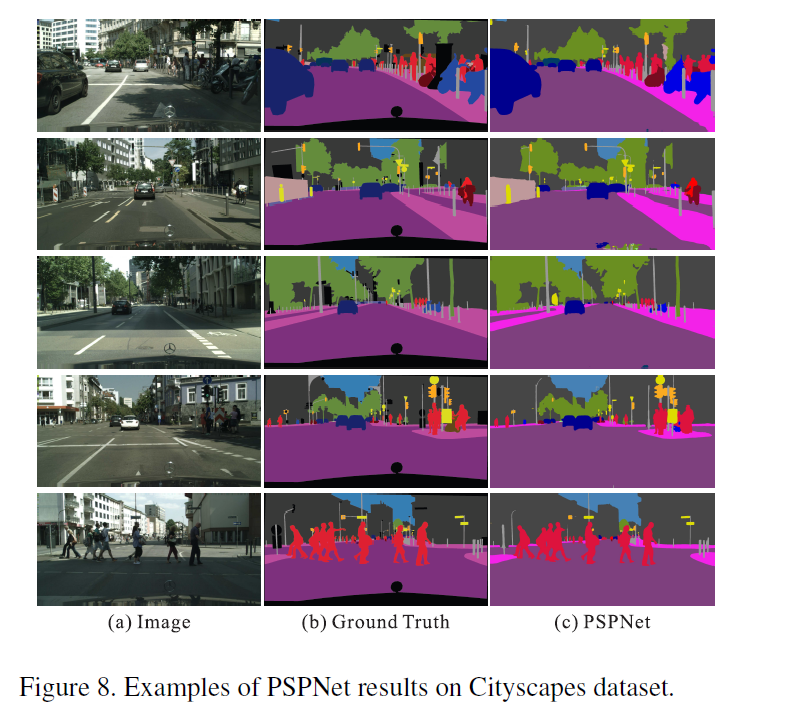 (a) Image
(b) Ground Truth
(c) PSPNet
Figure 8. Examples of PSPNet results on Cityscapes dataset.